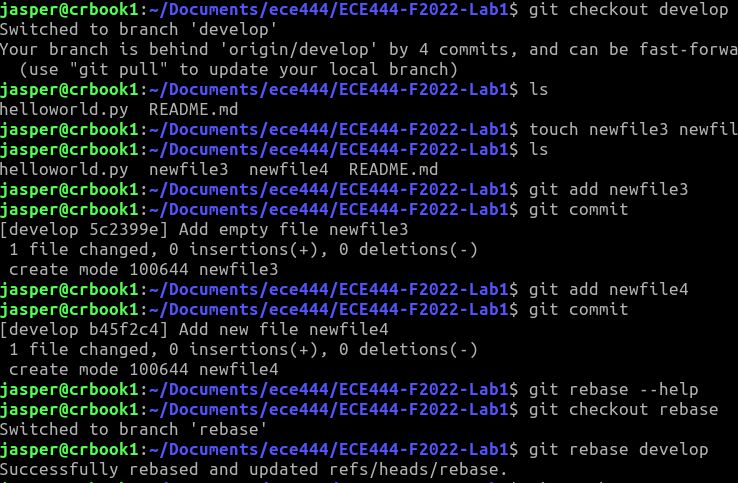 jasper@crbook1:~/Documents/ece444/ECE444-F2022-Lab1$ git checkout develop
Switched to branch 'develop'
Your branch is behind 'origin/develop' by 4 commits, and can be fast-forwa
  (use "git pull" to update your local branch)
jasper@crbook1:~/Documents/ece444/ECE444-F2022-Lab1$ ls
helloworld.py  README.md
jasper@crbook1:~/Documents/ece444/ECE444-F2022-Lab1$ touch newfile3 newfil
jasper@crbook1:~/Documents/ece444/ECE444-F2022-Lab1$ ls
helloworld.py  newfile3  newfile4  README.md
jasper@crbook1:~/Documents/ece444/ECE444-F2022-Lab1$ git add newfile3
jasper@crbook1:~/Documents/ece444/ECE444-F2022-Lab1$ git commit
[develop 5c2399e] Add empty file newfile3
 1 file changed, 0 insertions(+), 0 deletions(-)
 create mode 100644 newfile3
jasper@crbook1:~/Documents/ece444/ECE444-F2022-Lab1$ git add newfile4
jasper@crbook1:~/Documents/ece444/ECE444-F2022-Lab1$ git commit
[develop b45f2c4] Add new file newfile4
 1 file changed, 0 insertions(+), 0 deletions(-)
 create mode 100644 newfile4
jasper@crbook1:~/Documents/ece444/ECE444-F2022-Lab1$ git rebase --help
jasper@crbook1:~/Documents/ece444/ECE444-F2022-Lab1$ git checkout rebase
Switched to branch 'rebase'
jasper@crbook1:~/Documents/ece444/ECE444-F2022-Lab1$ git rebase develop
Successfully rebased and updated refs/heads/rebase.